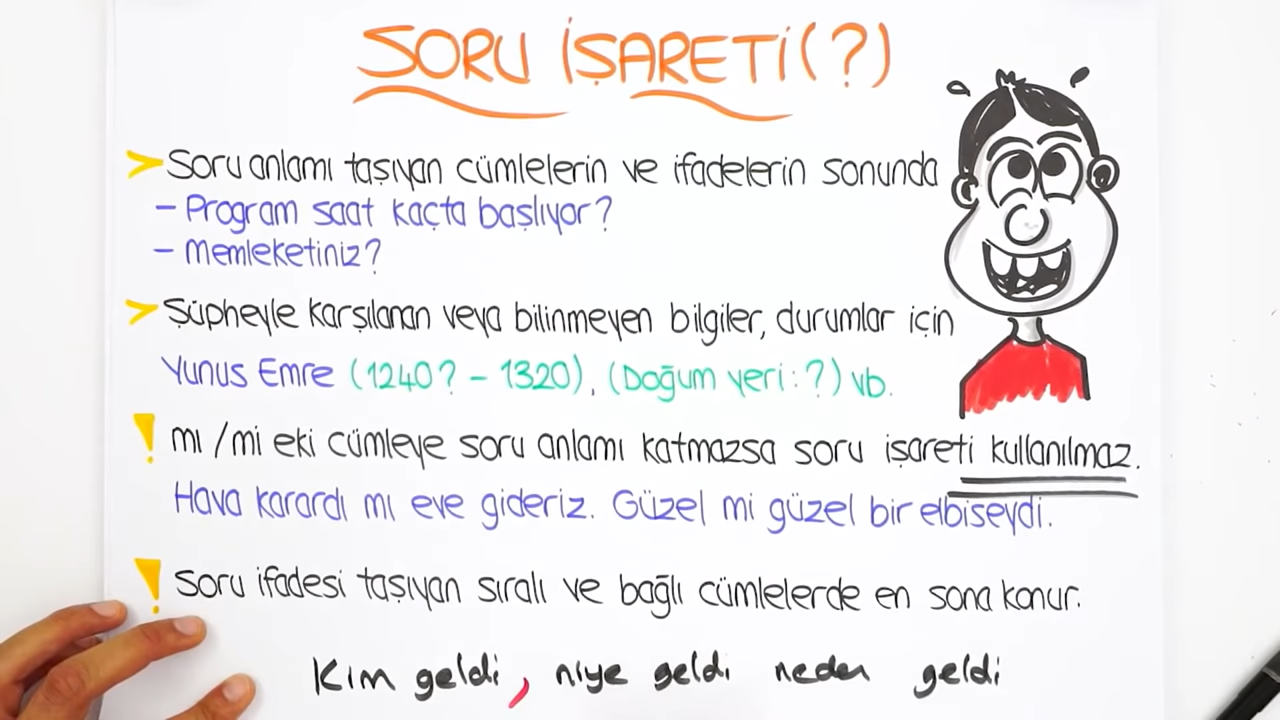 SORU İŞARETİ (?)
> Soru anlamı taşıyan cümlelerin ve ifadelerin sonunda
- Program saat kaçta başlıyor?
- Memleketiniz?
> Şüpheyle karşılanan veya bilinmeyen bilgiler, durumlar için
Yunus Emre (1240? - 1320), (Doğum yeri: ?) vb.
! mı /mi eki cümleye soru anlamı katmazsa soru işareti kullanılmaz.
Hava karardı mı eve gideriz. Güzel mi güzel bir elbiseydi.
! Soru ifadesi taşıyan sıralı ve bağlı cümlelerde en sona konur.
Kim geldi, niye geldi neden geldi